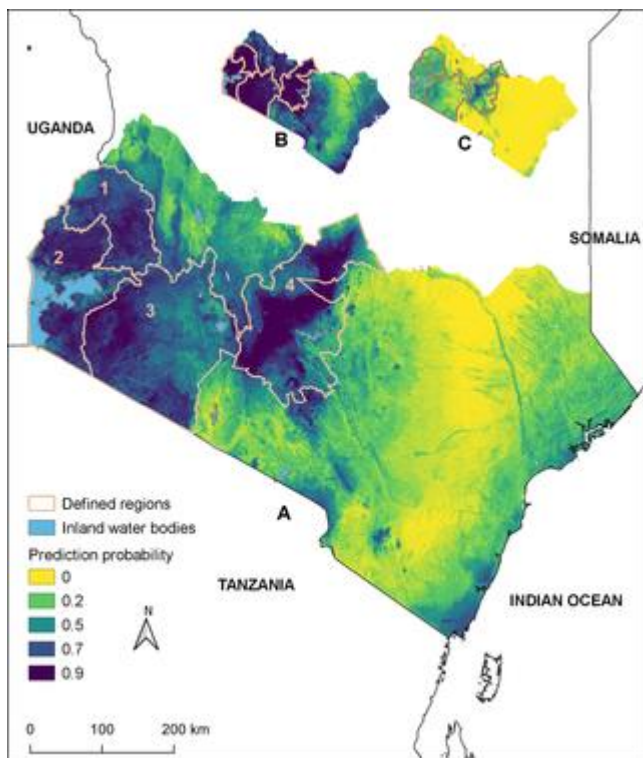 UGANDA
B
C
1
SOMALIA
2
3
4
Defined regions
Inland water bodies
A
Prediction probability
0
0.2
TANZANIA
INDIAN OCEAN
0.5
N
0.7
0.9
0 100 200 km